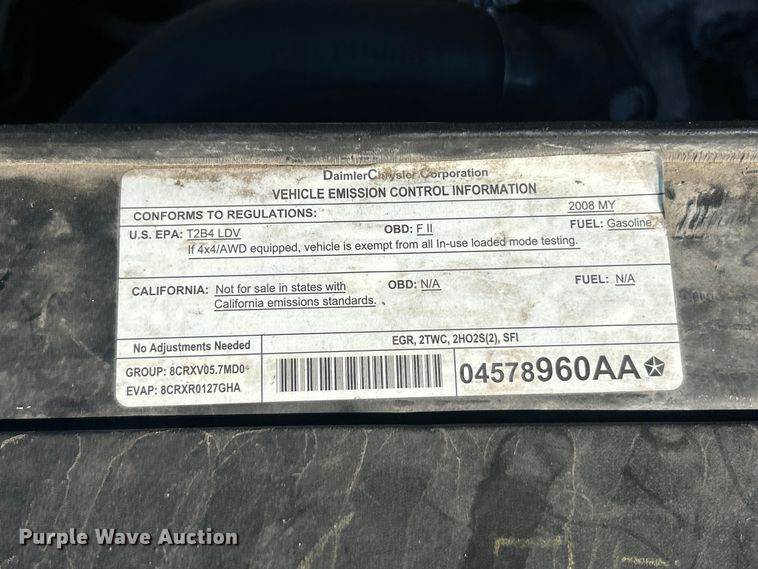 DaimlerChrysler Corporation
VEHICLE EMISSION CONTROL INFORMATION
CONFORMS TO REGULATIONS: 2008 MY
U.S. EPA: T2B4 LDV OBD: F II FUEL: Gasoline
If 4x4/AWD equipped, vehicle is exempt from all In-use loaded mode testing.
CALIFORNIA: Not for sale in states with OBD: N/A FUEL: N/A
California emissions standards.
No Adjustments Needed EGR, 2TWC, 2HO2S(2), SFI
GROUP: 8CRXV05.7MD0
EVAP: 8CRXR0127GHA
04578960AA
Purple Wave Auction®